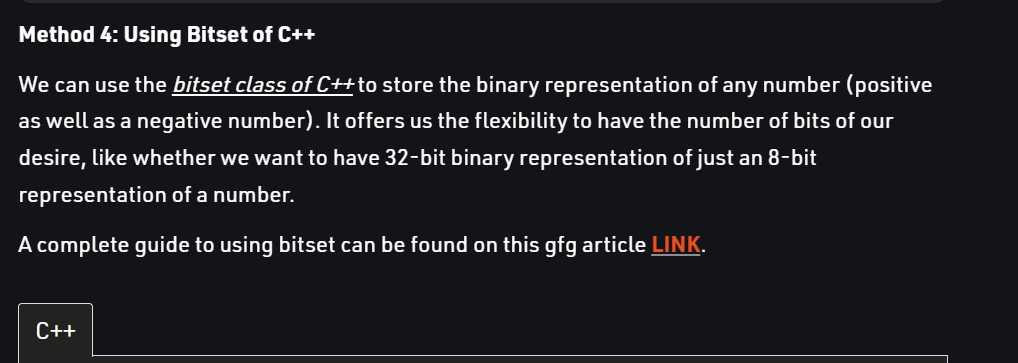 Method 4: Using Bitset of C++
We can use the bitset class of C++ to store the binary representation of any number (positive
as well as a negative number). It offers us the flexibility to have the number of bits of our
desire, like whether we want to have 32-bit binary representation of just an 8-bit
representation of a number.
A complete guide to using bitset can be found on this gfg article LINK.
C++